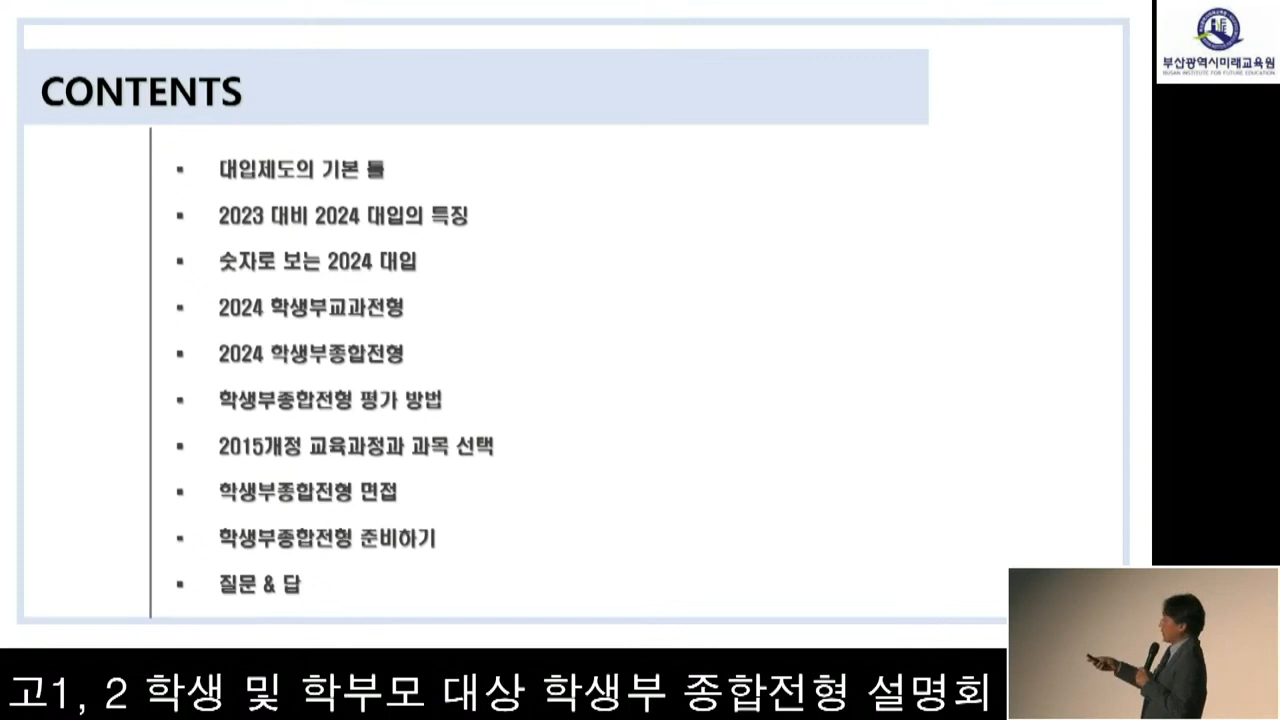 CONTENTS
▪ 대입제도의 기본 틀
▪ 2023 대비 2024 대입의 특징
▪ 숫자로 보는 2024 대입
▪ 2024 학생부교과전형
▪ 2024 학생부종합전형
▪ 학생부종합전형 평가 방법
▪ 2015개정 교육과정과 과목 선택
▪ 학생부종합전형 면접
▪ 학생부종합전형 준비하기
▪ 질문 & 답
부산광역시미래교육원
BUSAN INSTITUTE FOR FUTURE EDUCATION
고1, 2 학생 및 학부모 대상 학생부 종합전형 설명회